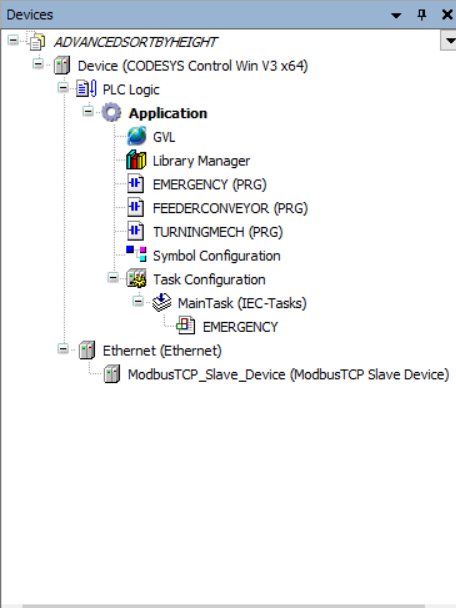 Devices
ADVANCEDSORTBYHEIGHT
Device (CODESYS Control Win V3 x64)
PLC Logic
Application
GVL
Library Manager
EMERGENCY (PRG)
FEEDERCONVEYOR (PRG)
TURNINGMECH (PRG)
Symbol Configuration
Task Configuration
MainTask (IEC-Tasks)
EMERGENCY
Ethernet (Ethernet)
ModbusTCP_Slave_Device (ModbusTCP Slave Device)